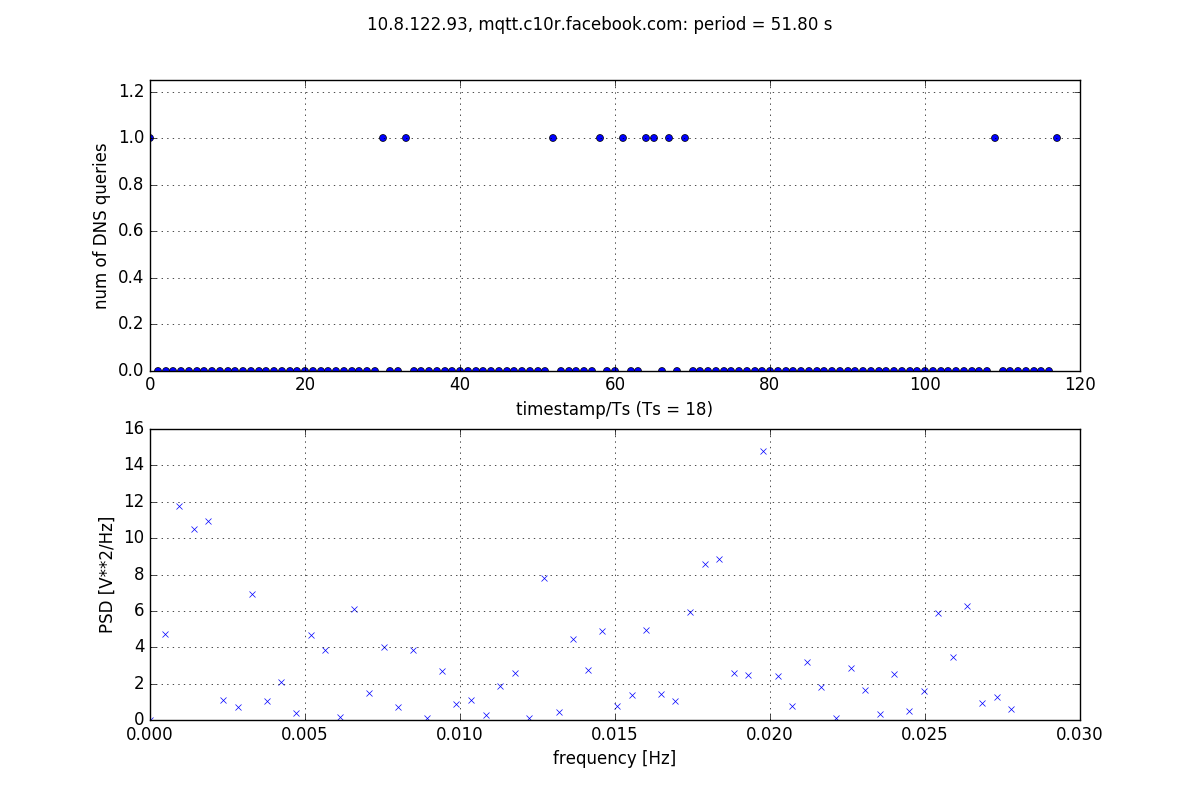 10.8.122.93, mqtt.c10r.facebook.com: period = 51.80 s
1.2
1.0
0.8
0.6
0.4
0.2
0.0
num of DNS queries
0 20 40 60 80 100 120
timestamp/Ts (Ts = 18)
16
14
12
10
8
6
4
2
0
PSD [V**2/Hz]
0.000 0.005 0.010 0.015 0.020 0.025 0.030
frequency [Hz]